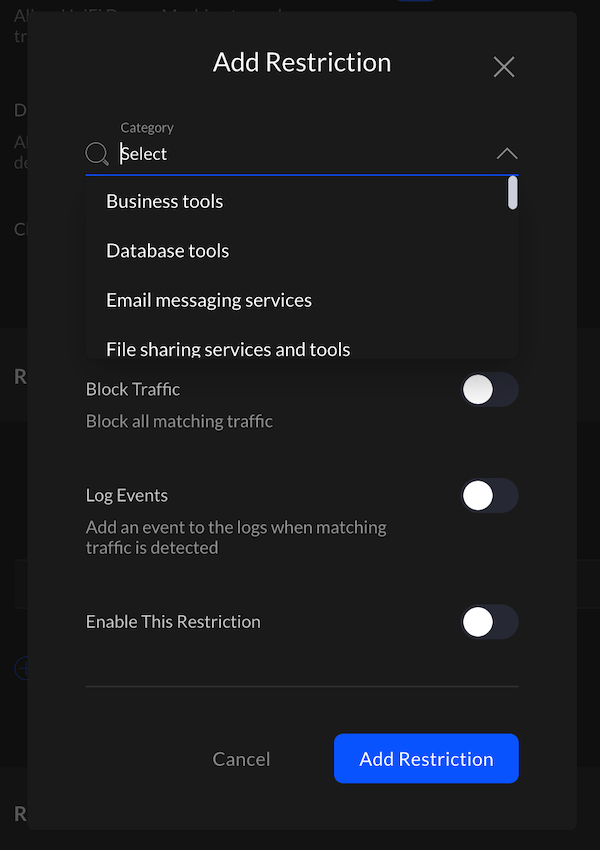 Add Restriction
Category
Select
Business tools
Database tools
Email messaging services
File sharing services and tools
Block Traffic
Block all matching traffic
Log Events
Add an event to the logs when matching
traffic is detected
Enable This Restriction
Cancel
Add Restriction